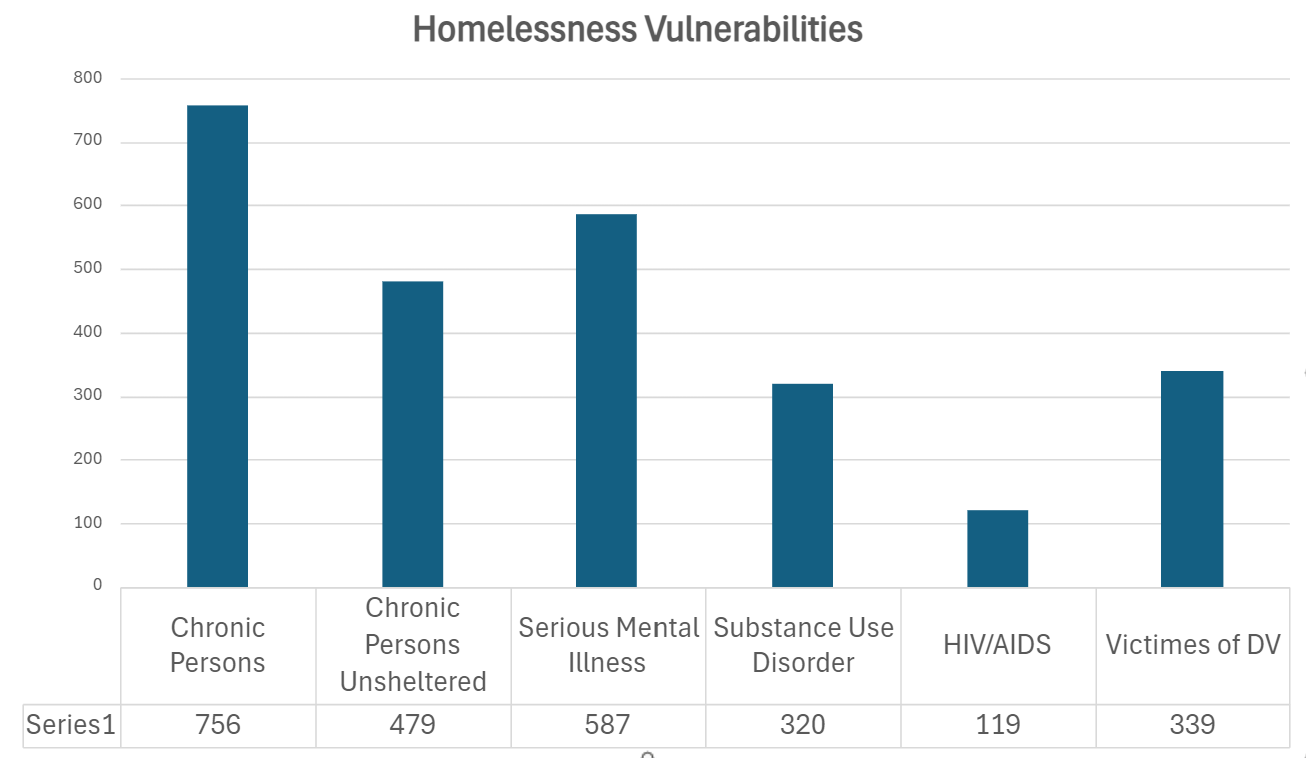 Homelessness Vulnerabilities
800
700
600
500
400
300
200
100
0
Chronic
Persons
Chronic
Persons
Unsheltered
Serious Mental
Illness
Substance Use
Disorder
HIV/AIDS
Victimes of DV
Series1 756 479 587 320 119 339